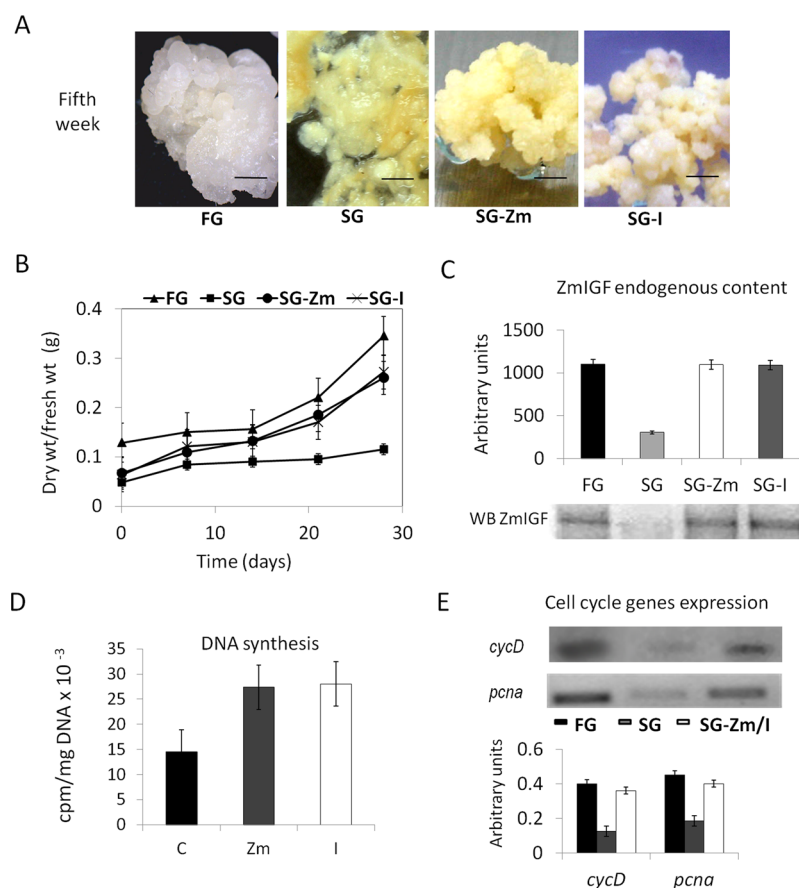 A
Fifth
week
FG
SG
SG-Zm
SG-I
B
FG SG SG-Zm SG-I
Dry wt/fresh wt (g)
0.4
0.3
0.2
0.1
0
0 10 20 30
Time (days)
C
ZmIGF endogenous content
Arbitrary units
1500
1000
500
0
FG SG SG-Zm SG-I
WB ZmIGF
D
DNA synthesis
cpm/mg DNA x 10 -3
35
30
25
20
15
10
5
0
C Zm I
E
Cell cycle genes expression
cycD
pcna
FG SG SG-Zm/I
Arbitrary units
0.6
0.4
0.2
0
cycD pcna